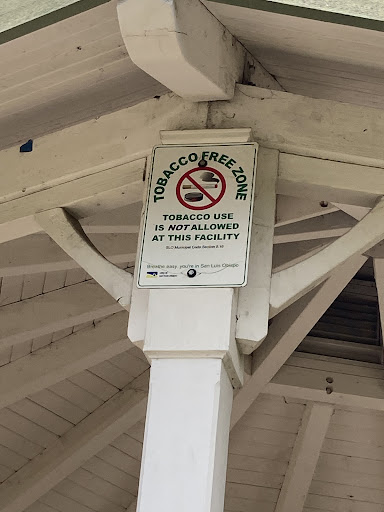 TOBACCO FREE ZONE
TOBACCO USE
IS NOT ALLOWED
AT THIS FACILITY
SLO Municipal Code Section 8.16
Breathe easy, you're in San Luis Obispo